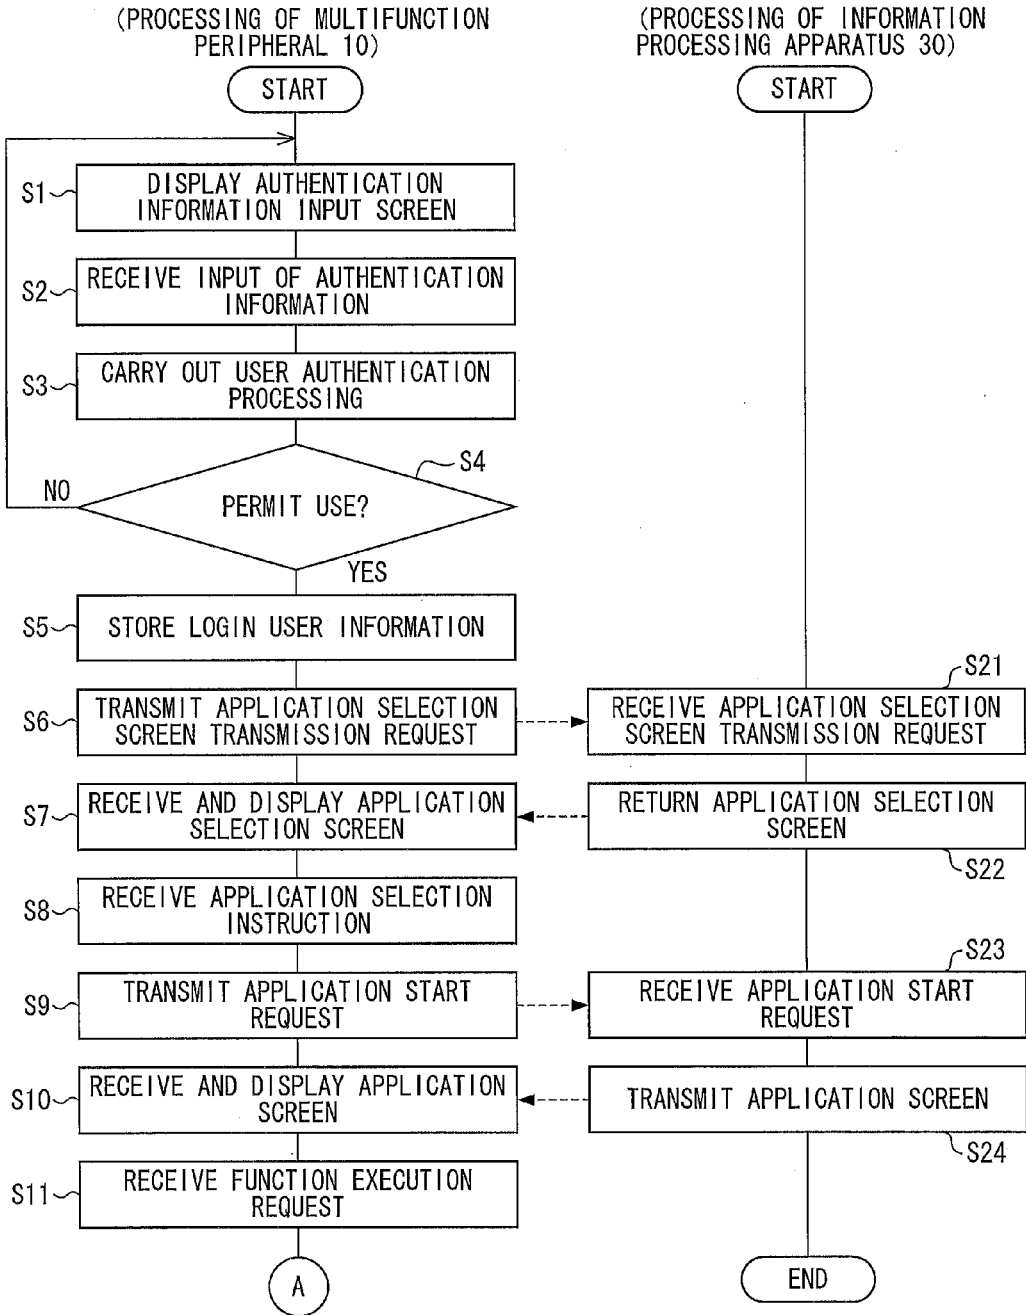 (PROCESSING OF MULTIFUNCTION
PERIPHERAL 10)
START
S1
DISPLAY AUTHENTICATION
INFORMATION INPUT SCREEN
S2
RECEIVE INPUT OF AUTHENTICATION
INFORMATION
S3
CARRY OUT USER AUTHENTICATION
PROCESSING
S4
NO
PERMIT USE?
YES
S5
STORE LOGIN USER INFORMATION
S6
TRANSMIT APPLICATION SELECTION
SCREEN TRANSMISSION REQUEST
S7
RECEIVE AND DISPLAY APPLICATION
SELECTION SCREEN
S8
RECEIVE APPLICATION SELECTION
INSTRUCTION
S9
TRANSMIT APPLICATION START
REQUEST
S10
RECEIVE AND DISPLAY APPLICATION
SCREEN
S11
RECEIVE FUNCTION EXECUTION
REQUEST
A
(PROCESSING OF INFORMATION
PROCESSING APPARATUS 30)
START
S21
RECEIVE APPLICATION SELECTION
SCREEN TRANSMISSION REQUEST
RETURN APPLICATION SELECTION
SCREEN
S22
S23
RECEIVE APPLICATION START
REQUEST
TRANSMIT APPLICATION SCREEN
S24
END